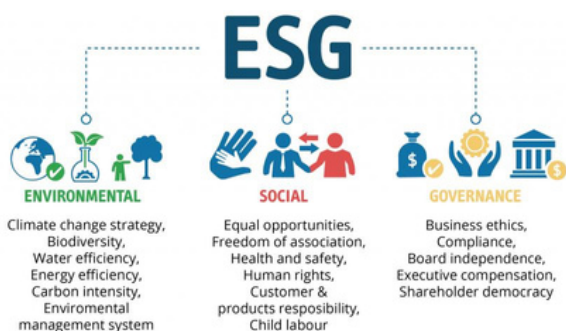 ESG
ENVIRONMENTAL
Climate change strategy,
Biodiversity,
Water efficiency,
Energy efficiency,
Carbon intensity,
Enviromental
management system
SOCIAL
Equal opportunities,
Freedom of association,
Health and safety,
Human rights,
Customer &
products resposibility,
Child labour
$
$
GOVERNANCE
Business ethics,
Compliance,
Board independence,
Executive compensation,
Shareholder democracy